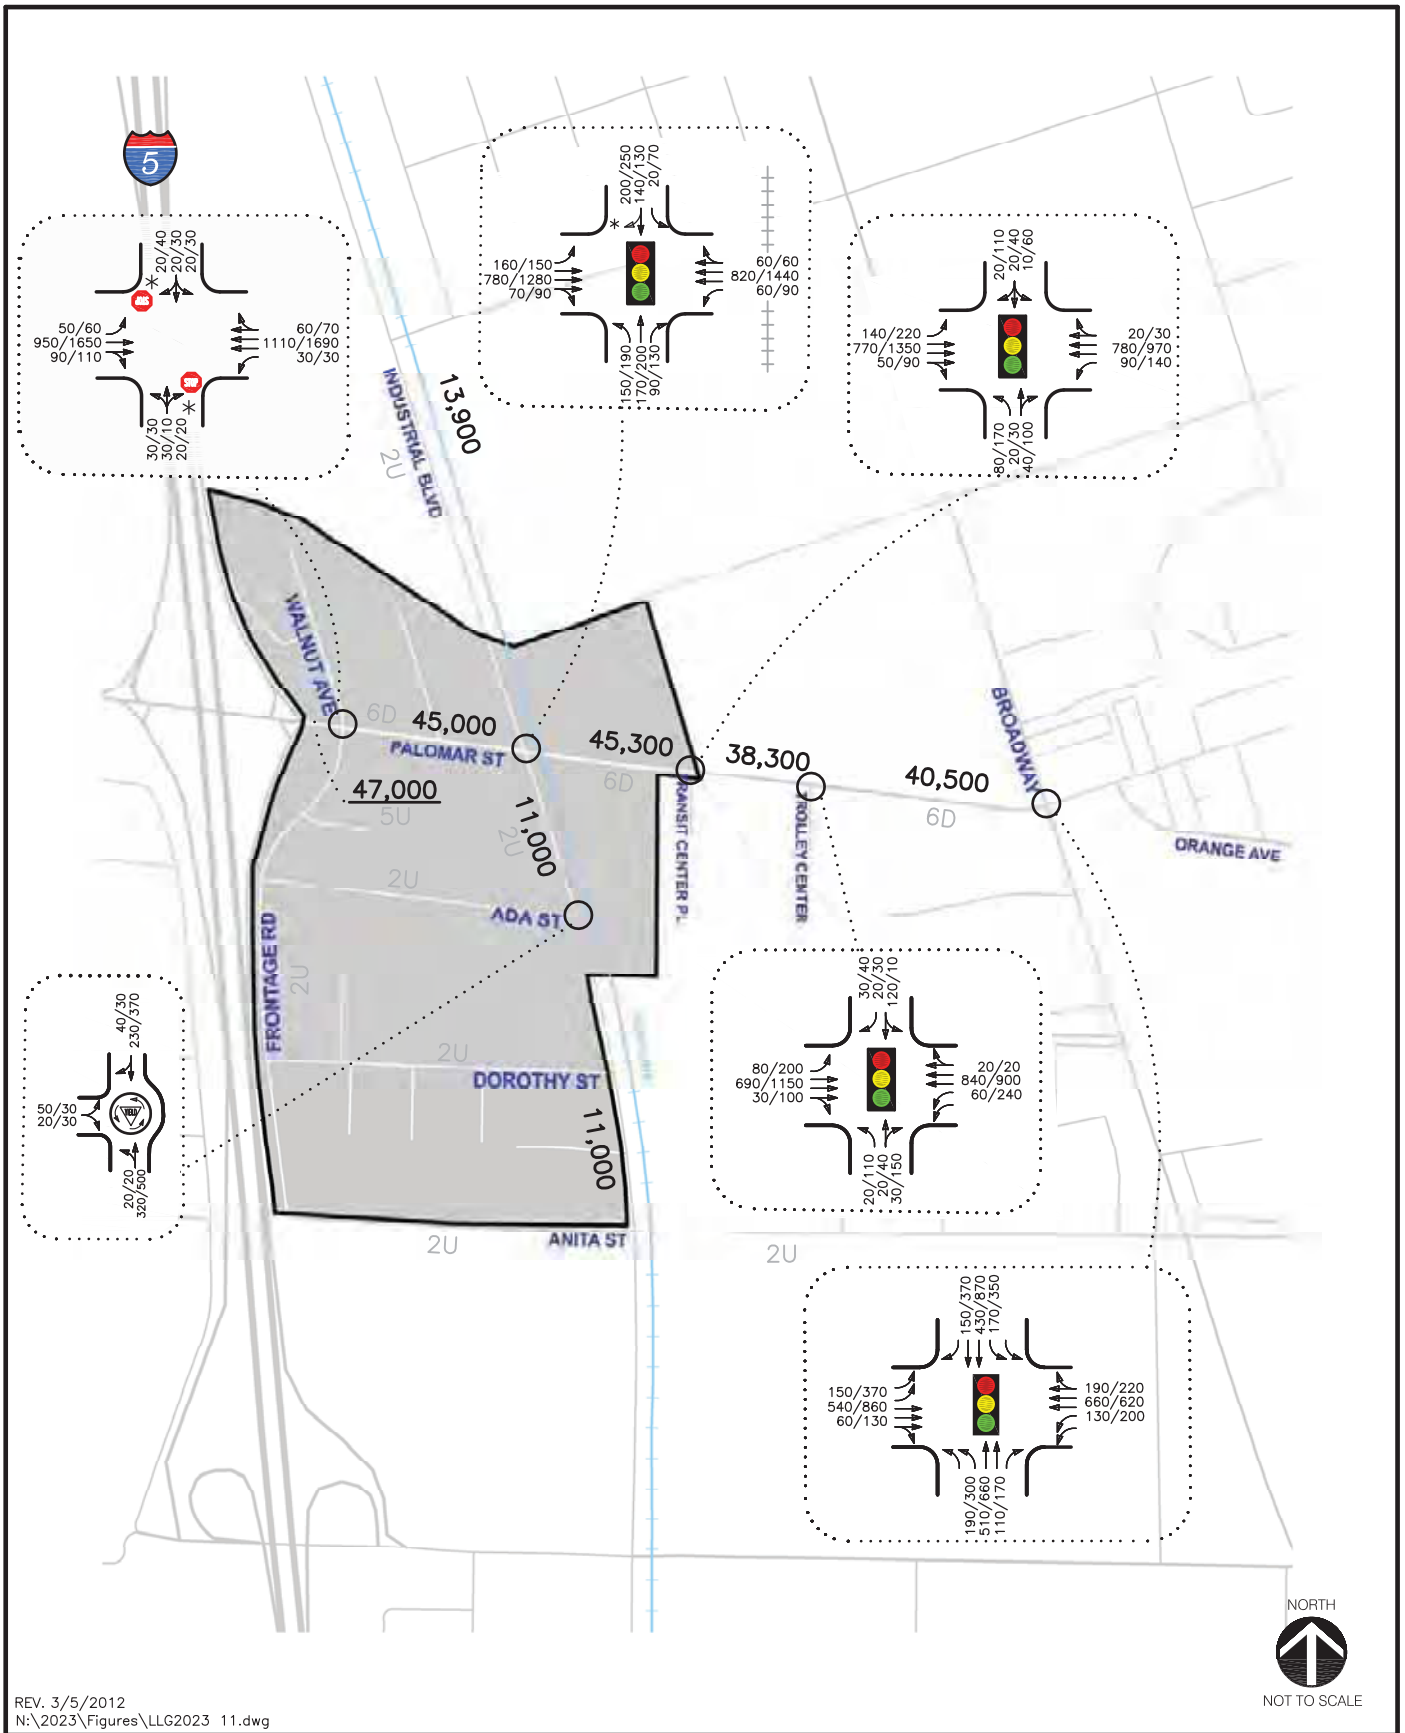 5
20/40
20/30
20/30
50/60
950/1650
90/110
60/70
1110/1690
30/30
STOP
30/30
30/10
20/20
*
*
200/250
140/130
20/70
*
160/150
780/1280
70/90
60/60
820/1440
60/90
150/190
170/200
90/130
20/110
20/40
10/60
140/220
770/1350
50/90
20/30
780/970
90/140
80/170
20/30
40/100
INDUSTRIAL BLVD
2U
13,900
WALNUT AVE
6D
45,000
PALOMAR ST
45,300
6D
38,300
40,500
6D
BROADWAY
47,000
5U
11,000
2U
TROLLEY CENTER
ORANGE AVE
2U
ADA ST
FRONTAGE RD
2U
2U
DOROTHY ST
11,000
ANITA ST
2U
2U
40/30
230/370
50/30
20/30
YIELD
20/20
320/500
30/40
20/30
120/10
80/200
690/1150
30/100
20/20
840/900
60/240
20/110
20/40
30/150
150/370
430/870
170/350
150/370
540/860
60/130
190/220
660/620
130/200
190/300
510/660
110/170
NORTH
NOT TO SCALE
REV. 3/5/2012
N:\2023\Figures\LLG2023 11.dwg